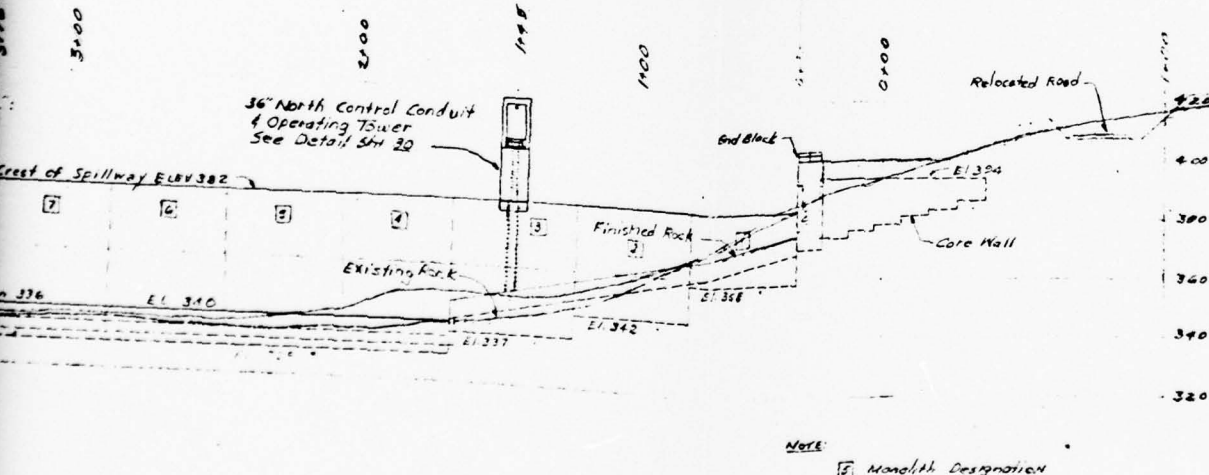 3+00
2+00
1+45
1+00
0+00
Relocated Road
420
36" North Control Conduit
& Operating Tower
See Detail SHT 30
End Block
400
Crest of Spillway ELEV 382
El. 394
7
6
5
4
3
2
380
Finished Rock
Core Wall
Existing Rock
360
336
El. 340
El. 358
El. 342
El. 337
340
320
NOTE:
5 Monolith Designation